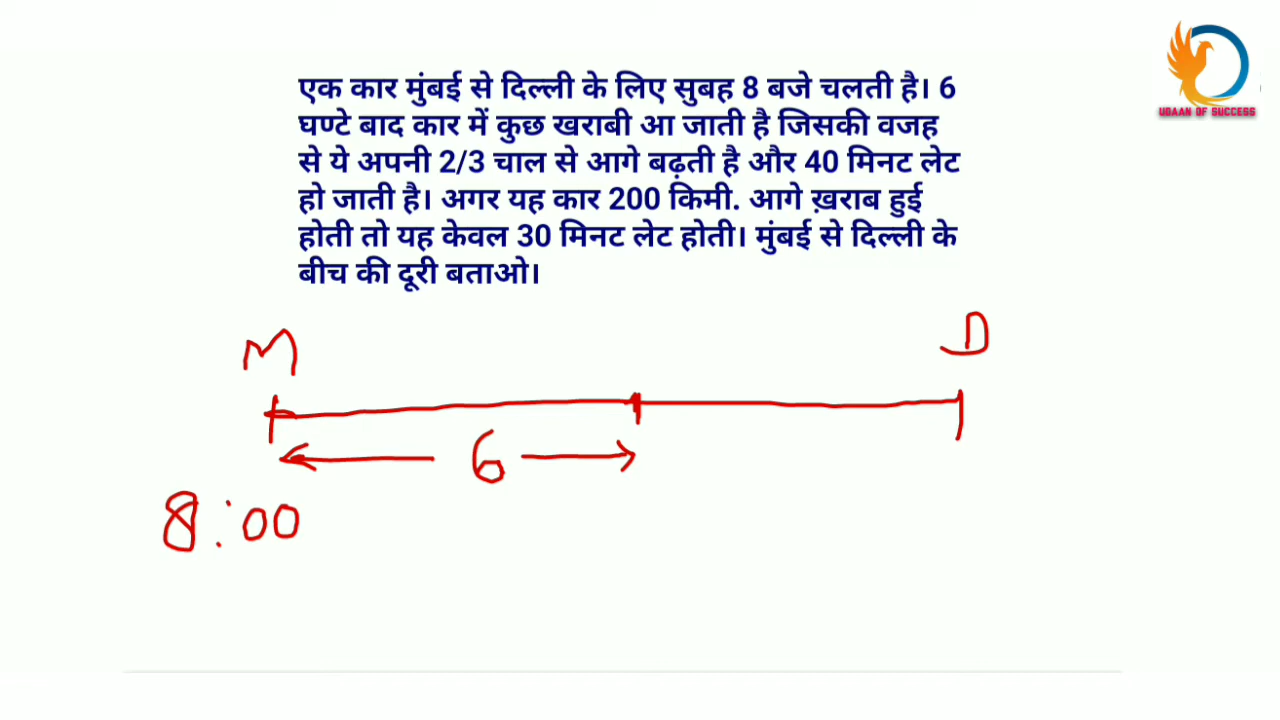 UDAAN OF SUCCESS
एक कार मुंबई से दिल्ली के लिए सुबह 8 बजे चलती है। 6
घण्टे बाद कार में कुछ खराबी आ जाती है जिसकी वजह
से ये अपनी 2/3 चाल से आगे बढ़ती है और 40 मिनट लेट
हो जाती है। अगर यह कार 200 किमी. आगे ख़राब हुई
होती तो यह केवल 30 मिनट लेट होती। मुंबई से दिल्ली के
बीच की दूरी बताओ।
M D
6
8:00